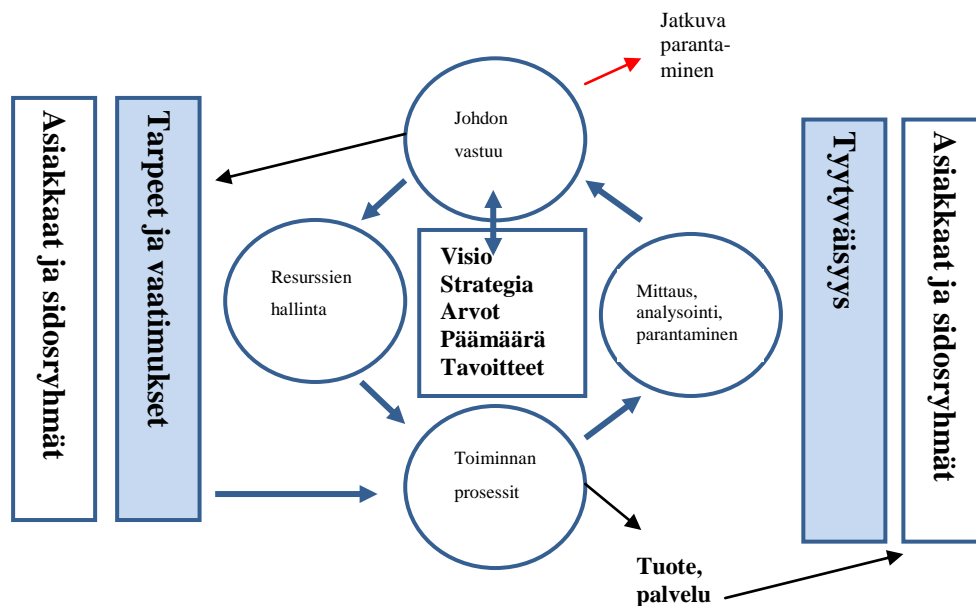 Jatkuva
paranta-
minen
Asiakkaat ja sidosryhmät
Tarpeet ja vaatimukset
Johdon
vastuu
Resurssien
hallinta
Visio
Strategia
Arvot
Päämäärä
Tavoitteet
Mittaus,
analysointi,
parantaminen
Tyytyväisyys
Asiakkaat ja sidosryhmät
Toiminnan
prosessit
Tuote,
palvelu